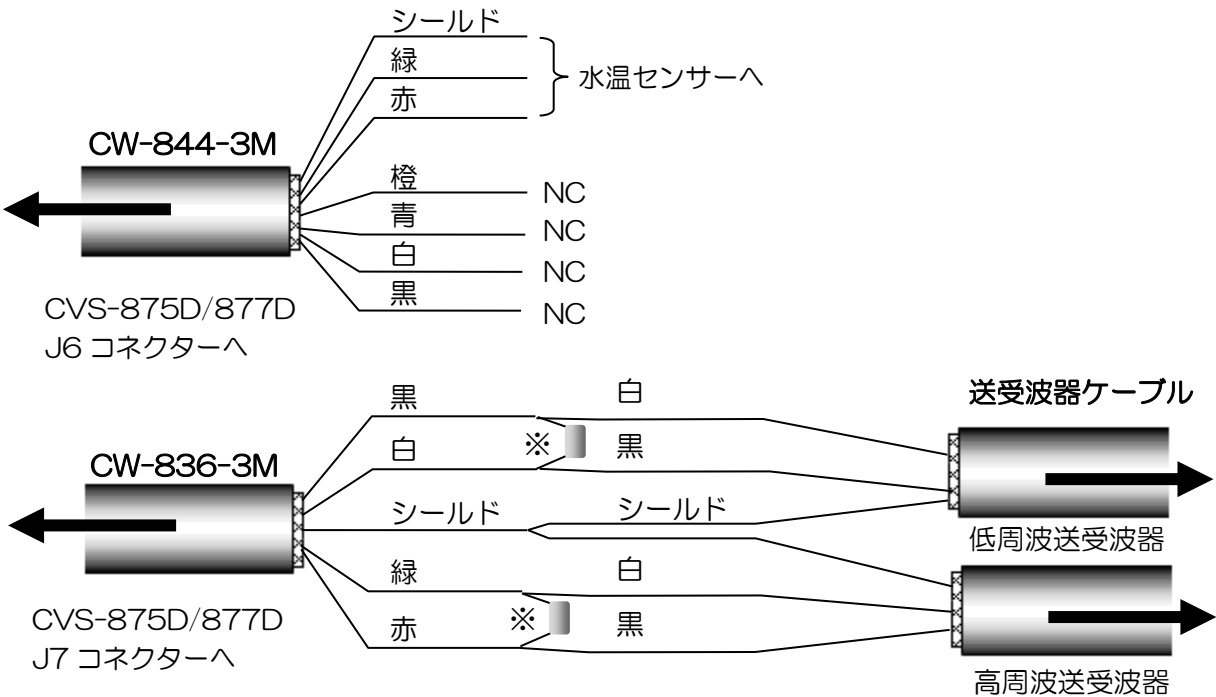 シールド
緑
水温センサーへ
赤
CW-844-3M
橙
NC
青
NC
白
NC
黒
NC
CVS-875D/877D
J6 コネクターへ
黒
白
送受波器ケーブル
※
黒
白
CW-836-3M
シールド
シールド
低周波送受波器
緑
白
※
黒
赤
CVS-875D/877D
J7 コネクターへ
高周波送受波器